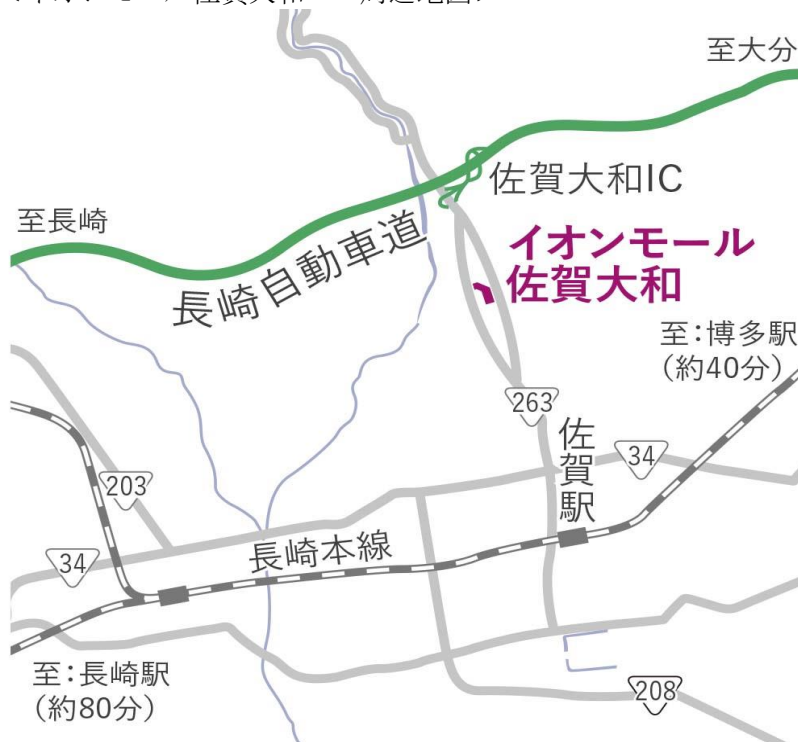 至大分
佐賀大和IC
至長崎
長崎自動車道
イオンモール
佐賀大和
至:博多駅
(約40分)
263
佐賀駅
34
203
長崎本線
34
至:長崎駅
(約80分)
208